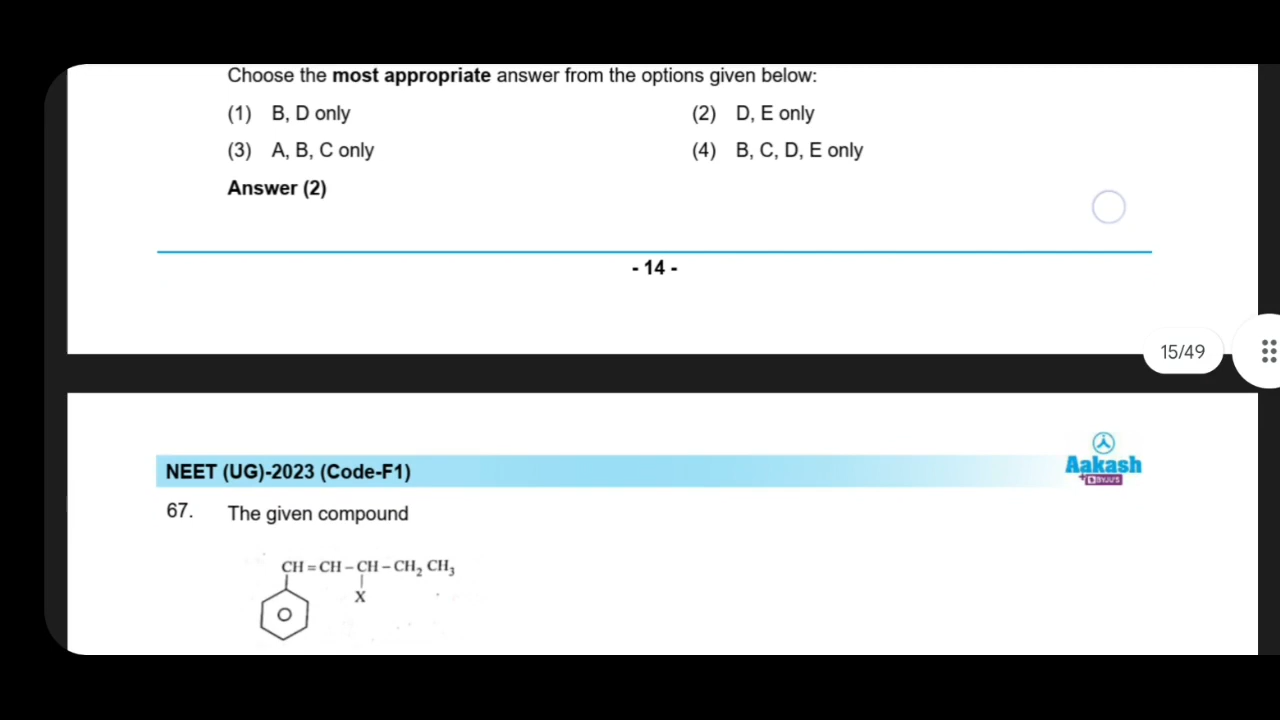 Choose the most appropriate answer from the options given below:
(1) B, D only (2) D, E only
(3) A, B, C only (4) B, C, D, E only
Answer (2)
- 14 -
15/49
Aakash
BYJU'S
NEET (UG)-2023 (Code-F1)
67. The given compound
CH = CH – CH – CH₂ CH₃
X